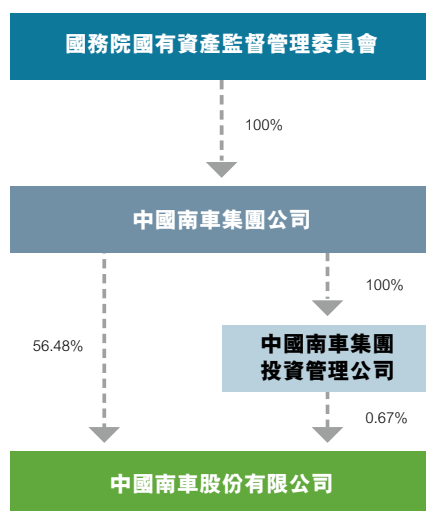 國務院國有資產監督管理委員會
100%
中國南車集團公司
100%
56.48%
中國南車集團
投資管理公司
0.67%
中國南車股份有限公司